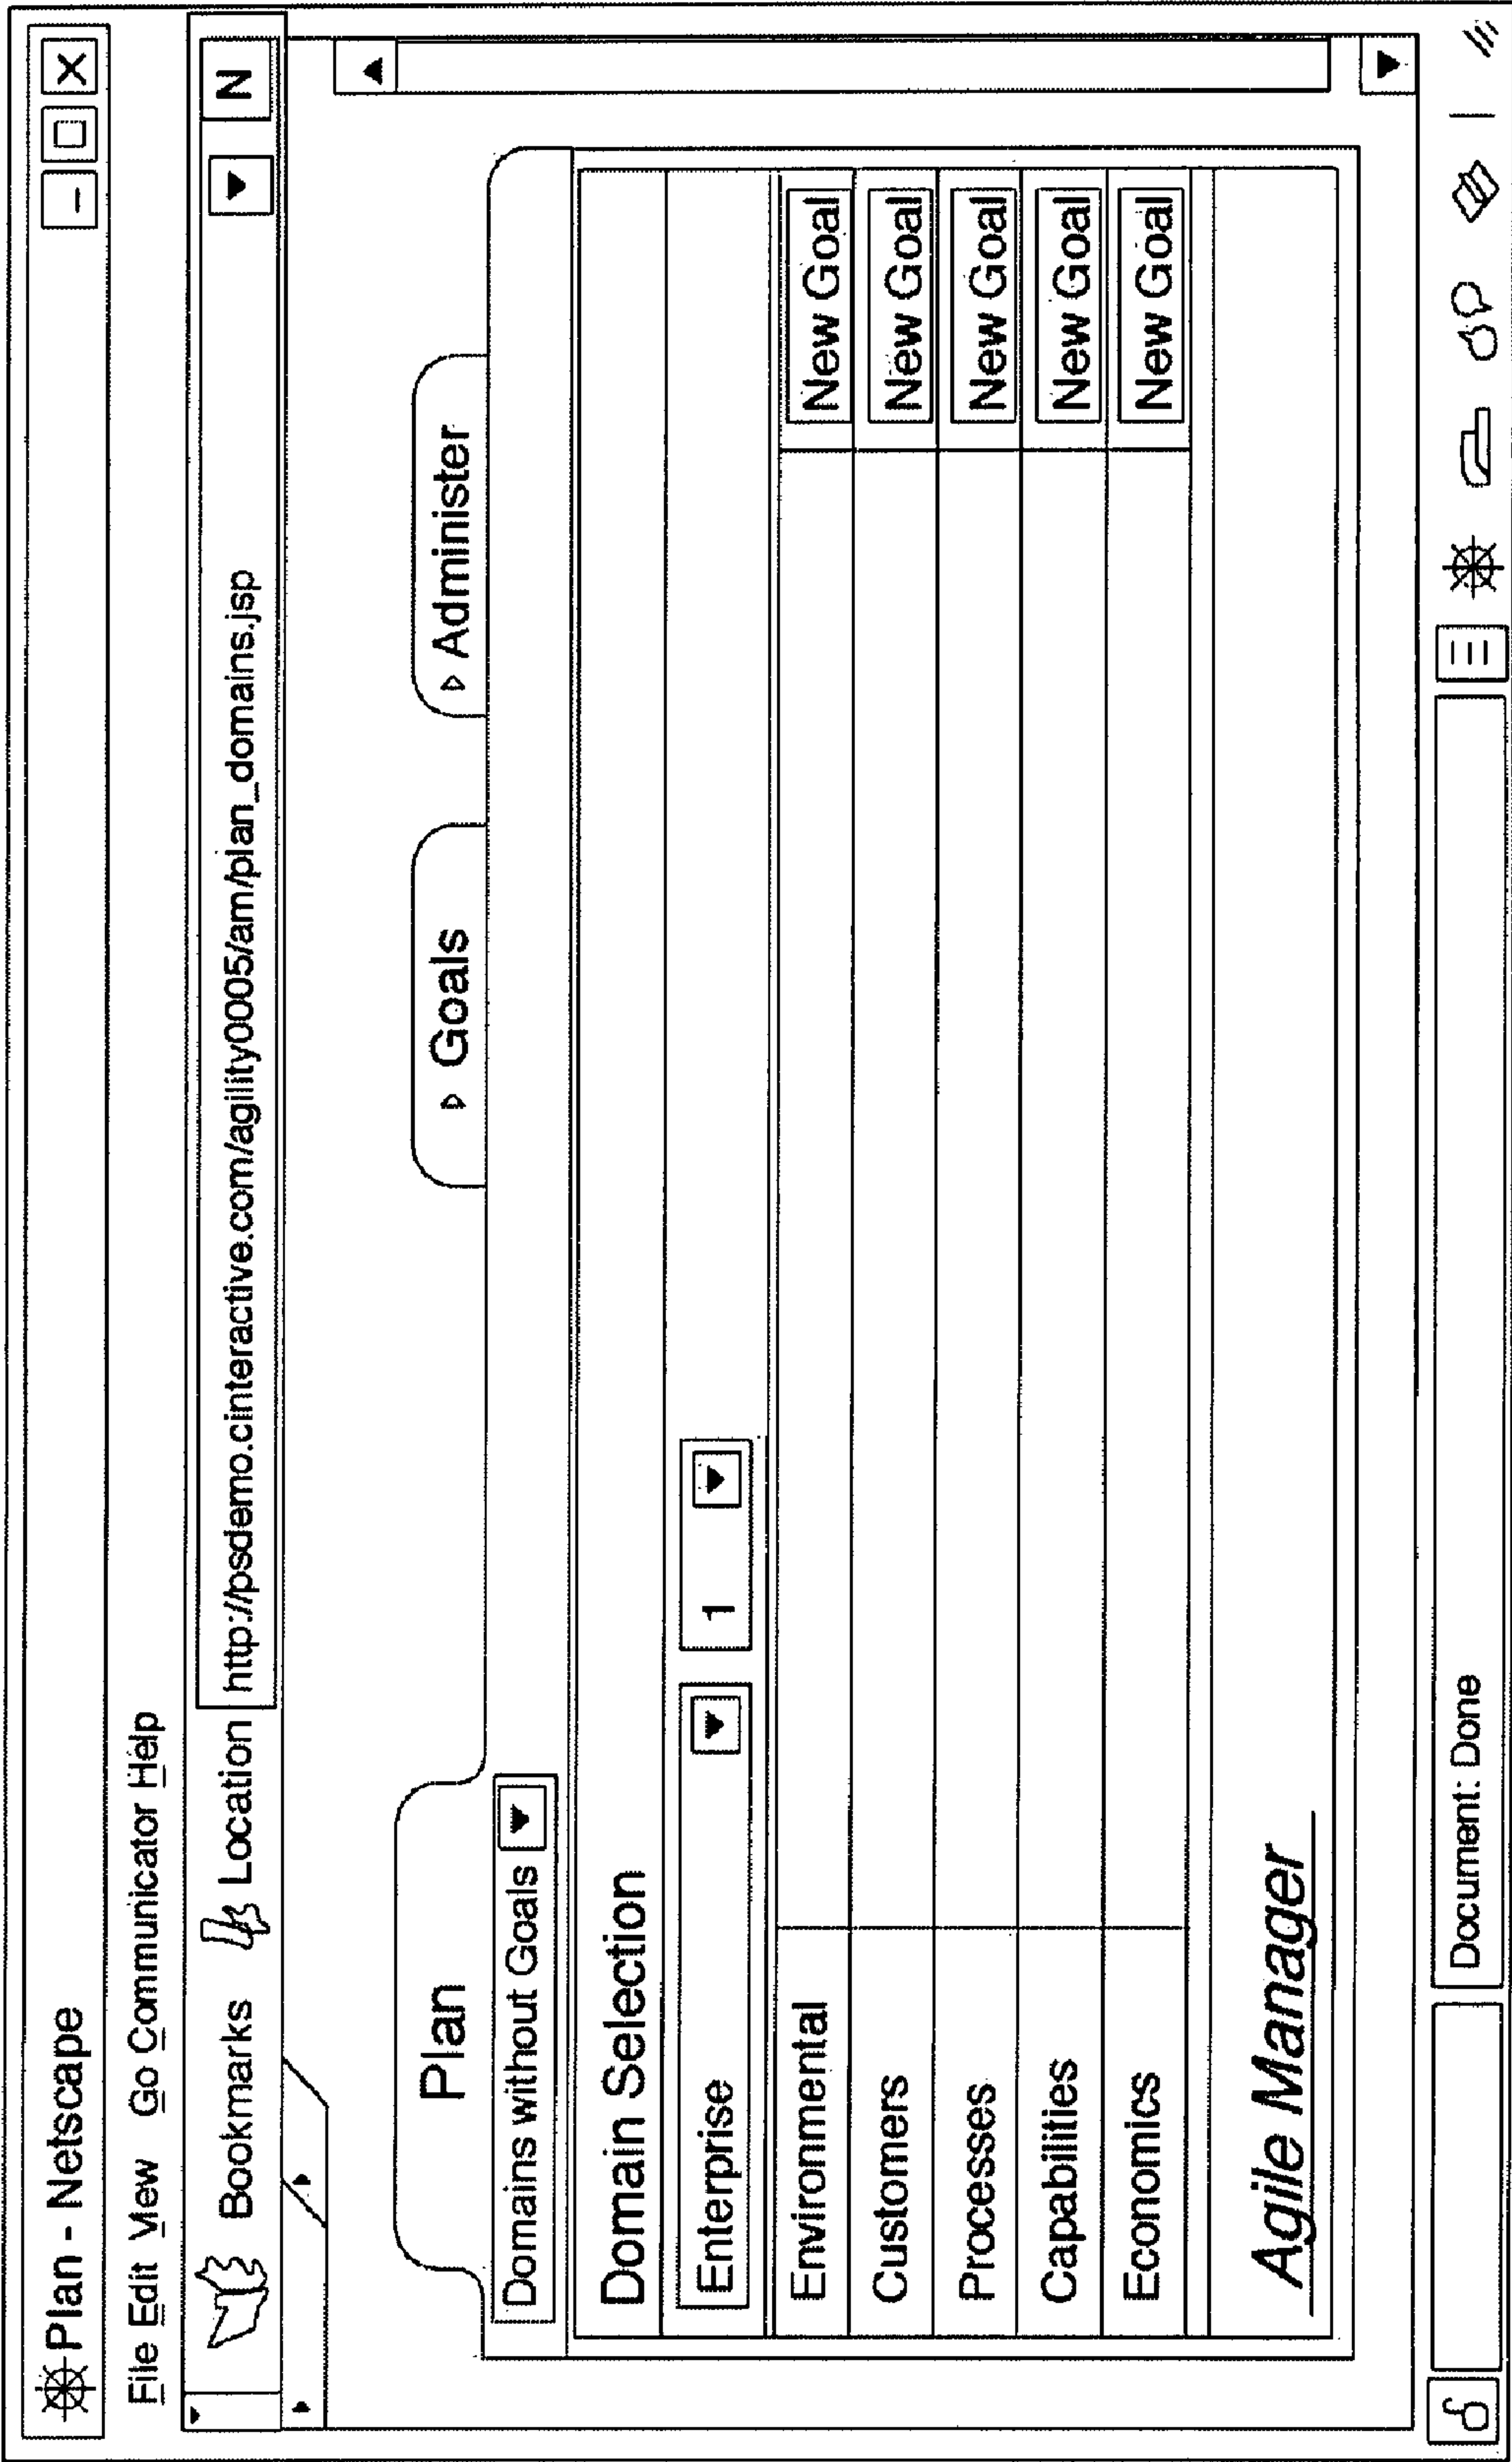 Plan - Netscape
File Edit View Go Communicator Help
Bookmarks Location http://psdemo.cinteractive.com/agility0005/am/plan_domains.jsp N
Plan Goals Administer
Domains without Goals
Domain Selection
Enterprise 1
Environmental New Goal
Customers New Goal
Processes New Goal
Capabilities New Goal
Economics New Goal
Agile Manager
Document: Done